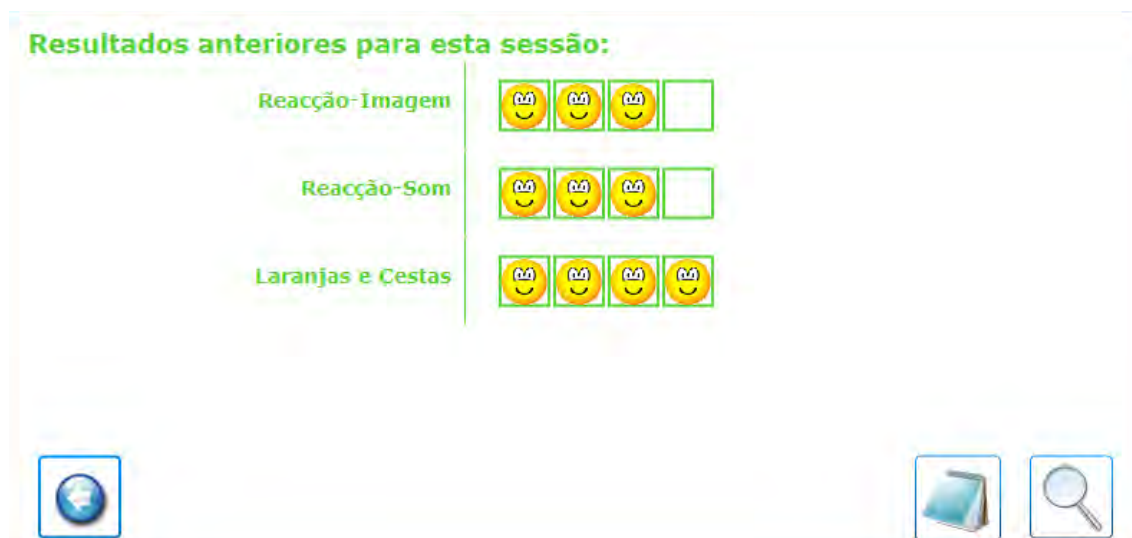 Resultados anteriores para esta sessão:
Reacção-Imagem
Reacção-Som
Laranjas e Cestas